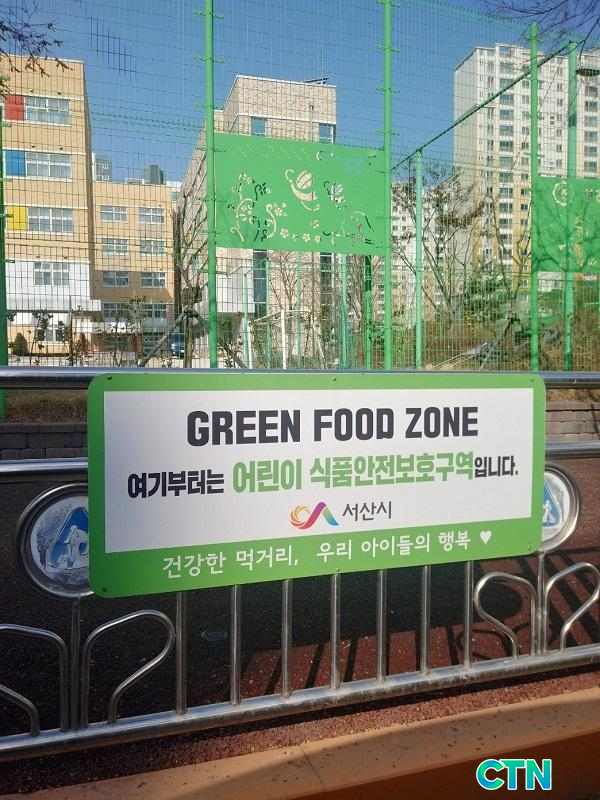 GREEN FOOD ZONE
여기부터는 어린이 식품안전보호구역입니다.
서산시
건강한 먹거리, 우리 아이들의 행복 ♥
CTN